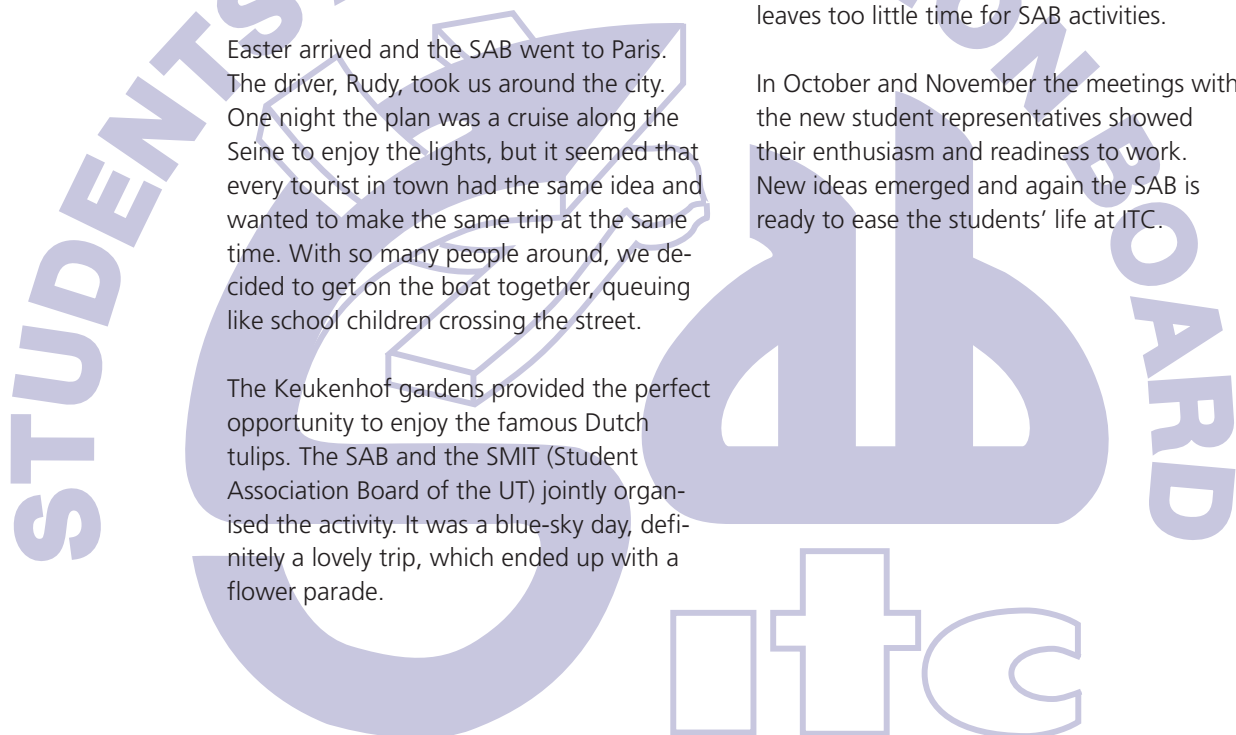 Easter arrived and the SAB went to Paris.
The driver, Rudy, took us around the city.
One night the plan was a cruise along the
Seine to enjoy the lights, but it seemed that
every tourist in town had the same idea and
wanted to make the same trip at the same
time. With so many people around, we de-
cided to get on the boat together, queuing
like school children crossing the street.
The Keukenhof gardens provided the perfect
opportunity to enjoy the famous Dutch
tulips. The SAB and the SMIT (Student
Association Board of the UT) jointly organ-
ised the activity. It was a blue-sky day, defi-
nitely a lovely trip, which ended up with a
flower parade.
leaves too little time for SAB activities.
In October and November the meetings with
the new student representatives showed
their enthusiasm and readiness to work.
New ideas emerged and again the SAB is
ready to ease the students’ life at ITC.
STUDENTS
BOARD
sab
itc